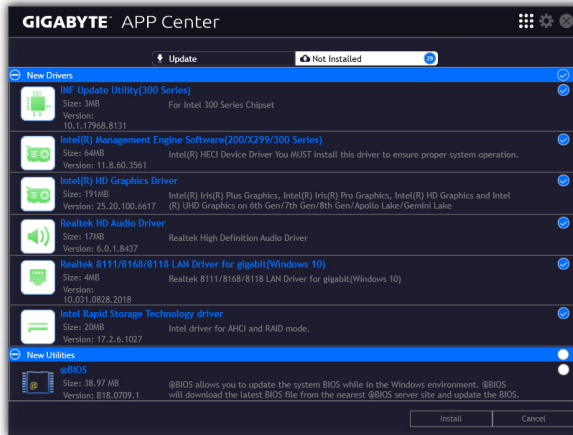 GIGABYTE™ APP Center
Update
Not Installed
29
New Drivers
INF Update Utility(300 Series)
Size: 3MB
For Intel 300 Series Chipset
Version:
10.1.17968.8131
Intel(R) Management Engine Software(200/X299/300 Series)
Size: 64MB
Intel(R) HECI Device Driver You MUST install this driver to ensure proper system operation.
Version: 11.8.60.3561
Intel(R) HD Graphics Driver
Size: 191MB
Intel(R) Iris(R) Plus Graphics, Intel(R) Iris(R) Pro Graphics, Intel(R) HD Graphics and Intel
Version: 25.20.100.6617
(R) UHD Graphics on 6th Gen/7th Gen/8th Gen/Apollo Lake/Gemini Lake
Realtek HD Audio Driver
Size: 17MB
Realtek High Definition Audio Driver
Version: 6.0.1.8437
Realtek 8111/8168/8118 LAN Driver for gigabit(Windows 10)
Size: 4MB
Realtek 8111/8168/8118 LAN Driver for gigabit(Windows 10)
Version:
10.031.0828.2018
Intel Rapid Storage Technology driver
Size: 20MB
Intel driver for AHCI and RAID mode.
Version: 17.2.6.1027
New Utilities
@BIOS
Size: 38.97 MB
@BIOS allows you to update the system BIOS while in the Windows environment. @BIOS
Version: B18.0709.1
will download the latest BIOS file from the nearest @BIOS server site and update the BIOS.
Install
Cancel